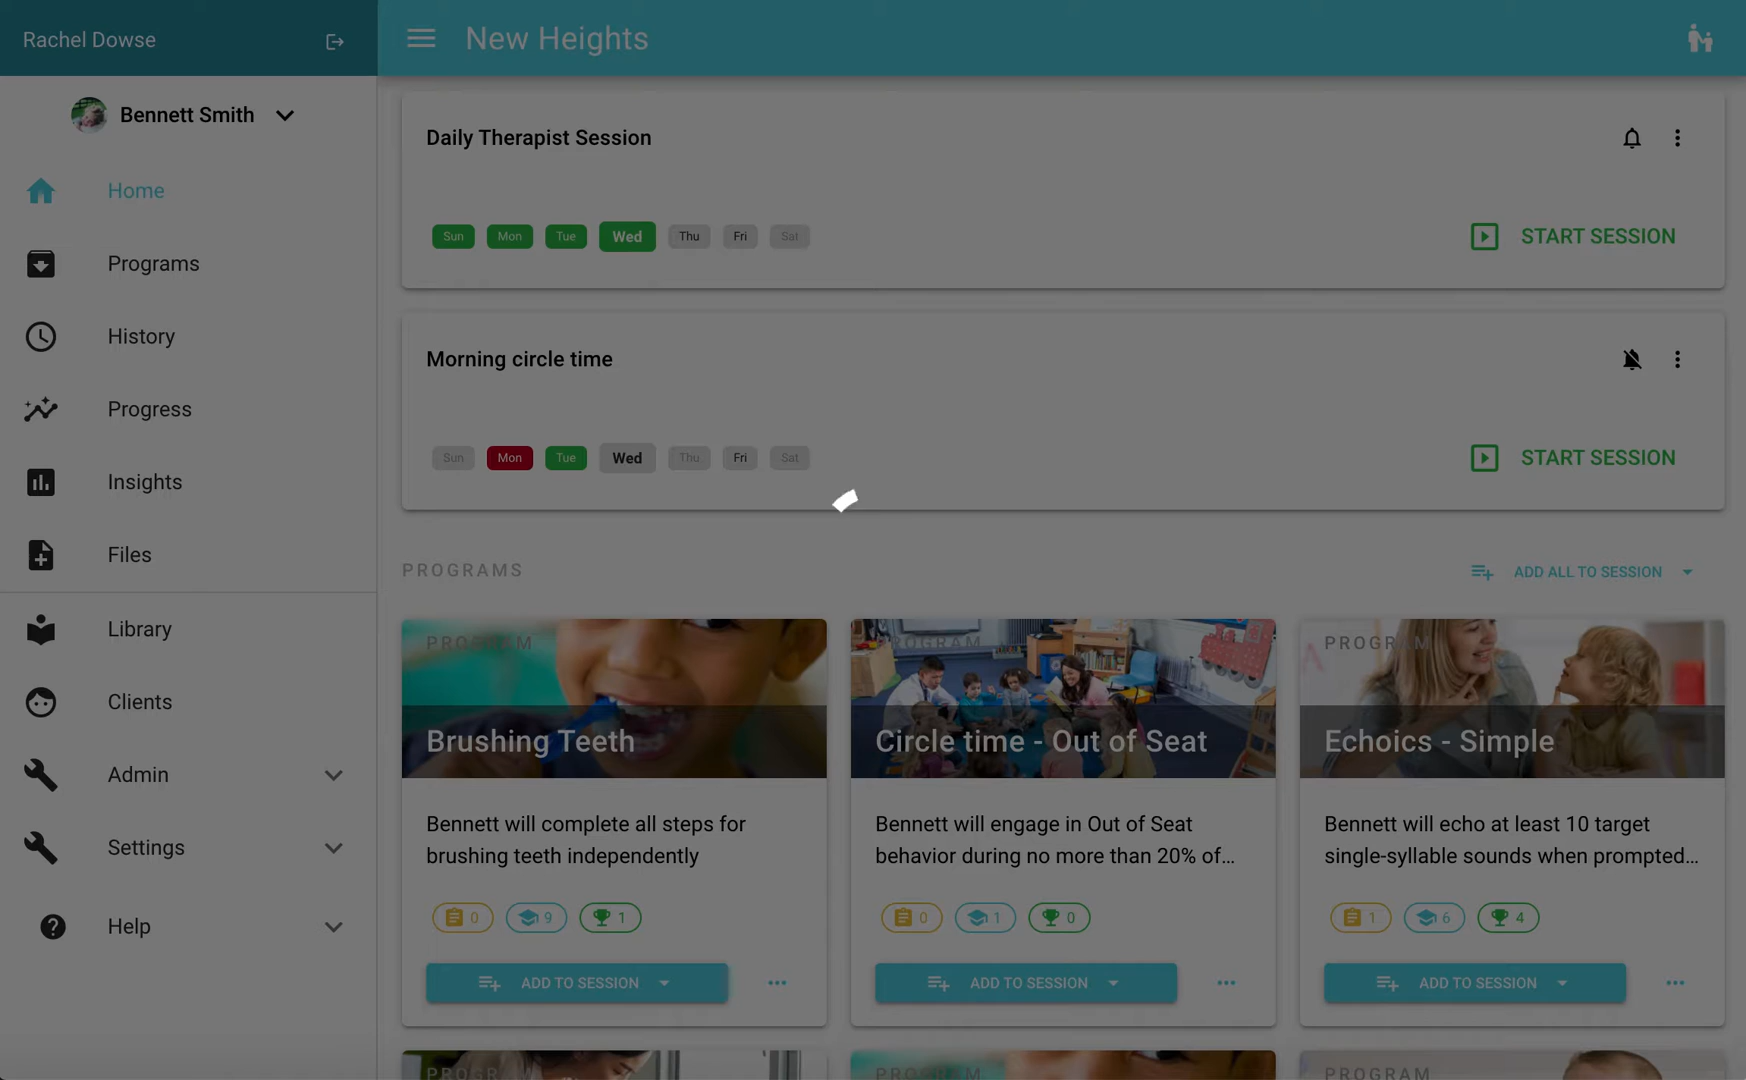 Rachel Dowse
New Heights
Bennett Smith
Home
Programs
History
Progress
Insights
Files
Library
Clients
Admin
Settings
Help
Daily Therapist Session
Sun Mon Tue Wed Thu Fri Sat
START SESSION
Morning circle time
Sun Mon Tue Wed Thu Fri Sat
START SESSION
PROGRAMS
ADD ALL TO SESSION
PROGRAM
Brushing Teeth
Bennett will complete all steps for
brushing teeth independently
0 9 1
ADD TO SESSION
PROGRAM
Circle time - Out of Seat
Bennett will engage in Out of Seat
behavior during no more than 20% of...
0 1 0
ADD TO SESSION
PROGRAM
Echoics - Simple
Bennett will echo at least 10 target
single-syllable sounds when prompted...
1 6 4
ADD TO SESSION
PROGRAM
PROGRAM
PROGRAM